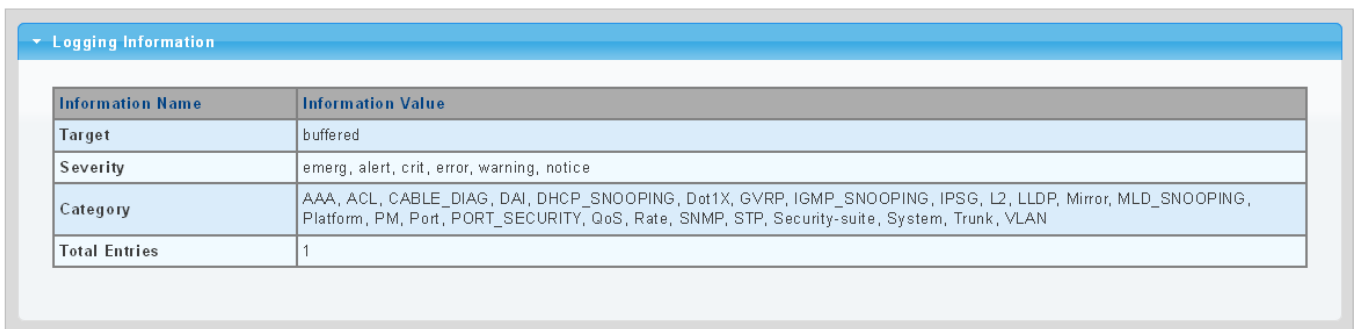 Logging Information
Information Name Information Value
Target buffered
Severity emerg, alert, crit, error, warning, notice
Category AAA, ACL, CABLE_DIAG, DAI, DHCP_SNOOPING, Dot1X, GVRP, IGMP_SNOOPING, IPSG, L2, LLDP, Mirror, MLD_SNOOPING,
Platform, PM, Port, PORT_SECURITY, QoS, Rate, SNMP, STP, Security-suite, System, Trunk, VLAN
Total Entries 1